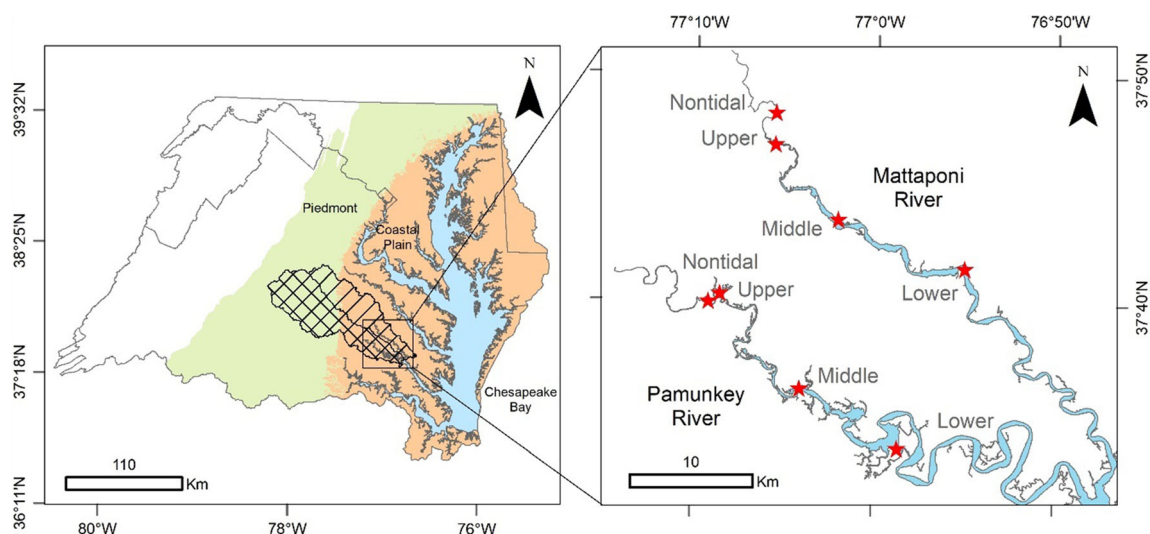 N
39°32'N
38°25'N
37°18'N
36°11'N
Piedmont
Coastal
Plain
Chesapeake
Bay
110
Km
80°W
78°W
76°W
77°10'W
77°0'W
76°50'W
N
37°50'N
37°40'N
Nontidal
Upper
Mattaponi
River
Middle
Lower
Nontidal
Upper
Middle
Pamunkey
River
Lower
10
Km